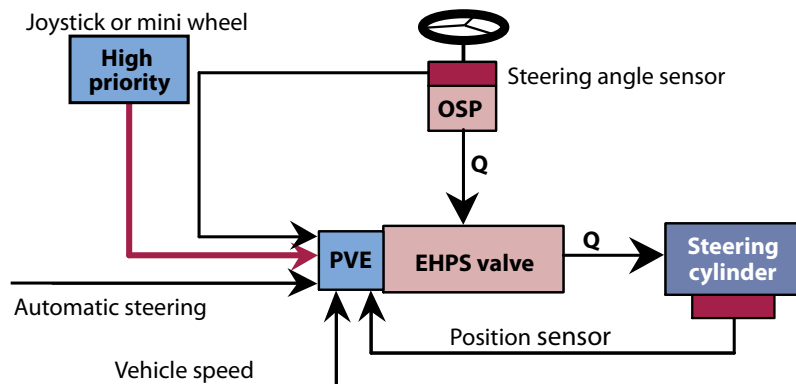 Joystick or mini wheel
High
priority
Steering angle sensor
OSP
Q
PVE
EHPS valve
Q
Steering
cylinder
Automatic steering
Position sensor
Vehicle speed